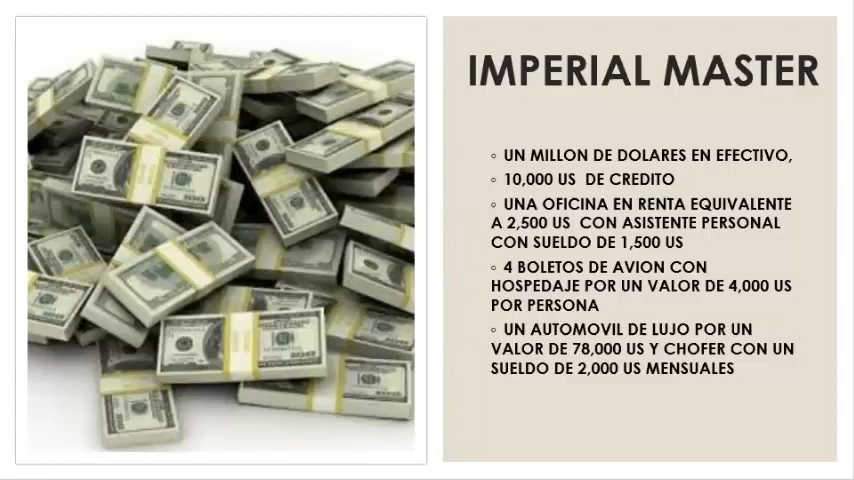 IMPERIAL MASTER
◦ UN MILLON DE DOLARES EN EFECTIVO,
◦ 10,000 US DE CREDITO
◦ UNA OFICINA EN RENTA EQUIVALENTE
A 2,500 US CON ASISTENTE PERSONAL
CON SUELDO DE 1,500 US
◦ 4 BOLETOS DE AVION CON
HOSPEDAJE POR UN VALOR DE 4,000 US
POR PERSONA
◦ UN AUTOMOVIL DE LUJO POR UN
VALOR DE 78,000 US Y CHOFER CON UN
SUELDO DE 2,000 US MENSUALES